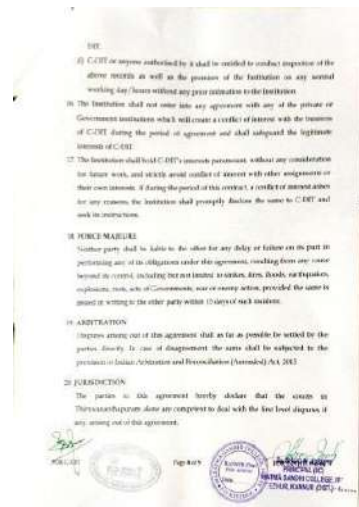 DIT.
d) C-DIT or anyone authorised by it shall be entitled to conduct inspection of the
above records as well as the premises of the Institution on any normal
working day/hours without any prior intimation to the Institution.
16. The Institution shall not enter into any agreement with any of the private or
Government institutions which will create a conflict of interest with the business
of C-DIT during the period of agreement and shall safeguard the legitimate
interests of C-DIT
17. The Institution shall hold C-DIT's interests paramount, without any consideration
for future work, and strictly avoid conflict of interest with other assignments or
their own interests. If during the period of this contract, a conflict of interest arises
for any reasons, the Institution shall promptly disclose the same to C-DIT and
seek its instructions.
18. FORCE MAJEURE
Neither party shall be liable to the other for any delay or failure on its part in
performing any of its obligations under this agreement, resulting from any cause
beyond its control, including but not limited to strikes, fires, floods, earthquakes,
explosions, riots, acts of Government, war or enemy action, provided the same is
in writing to the other party within 10 days of such incident.
19. ARBITRATION
Disputes arising out of this agreement shall as far as possible be settled by the
parties directly. In case of disagreement the same shall be subjected to the
provision in Indian Arbitration and Reconciliation (Amended) Act, 2015
20. JURISDICTION
The parties to this agreement hereby declare that the courts in
Thiruvananthapuram alone are competent to deal with the first level disputes if
any, arising out of this agreement.
For C-DIT
Page 8 of 9
PRINCIPAL
GANDHI COLLEGE
KANNUR (DIST.)